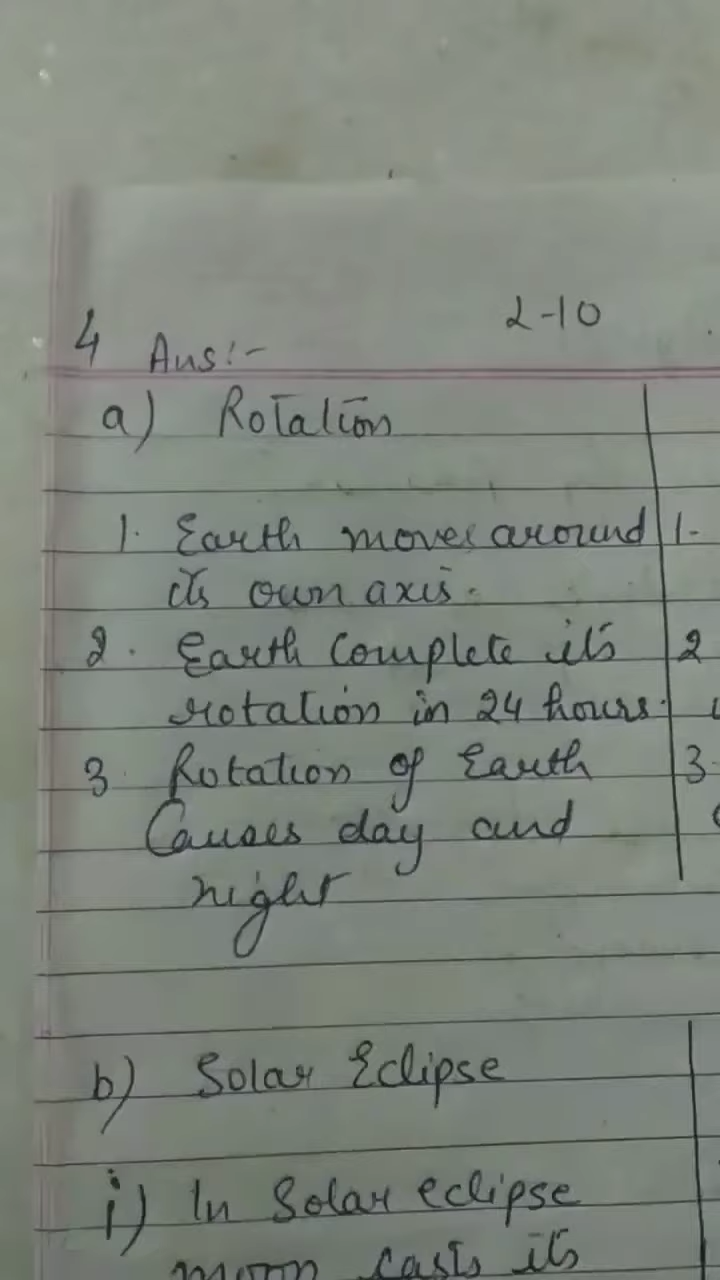 2-10
4 Ans:-
a) Rotation
1. Earth moves around 1-
its own axis.
2. Earth Complete its 2
rotation in 24 hours.
3 Rotation of Earth 3-
Causes day and
night
b) Solar Eclipse
i) In Solar eclipse
moon casts its